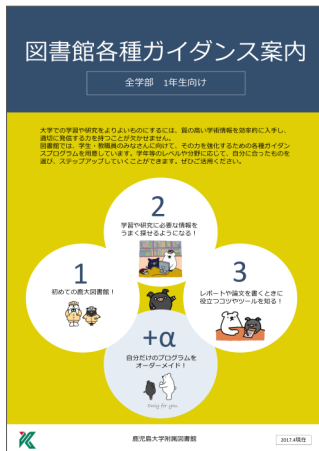 図書館各種ガイダンス案内
全学部　1年生向け
大学での学習や研究をよりよいものにするには、質の高い学術情報を効率的に入手し、
適切に発信する力を持つことが欠かせません。
図書館では、学生・教職員のみなさんに向けて、その力を強化するための各種ガイダン
スプログラムを用意しています。学年等のレベルや分野に応じて、自分に合ったものを
選び、ステップアップしていくことができます。ぜひご活用ください。
2
学習や研究に必要な情報を
うまく探せるようになる！
1
初めての鹿大図書館！
3
レポートや論文を書くときに
役立つコツやツールを知る！
+α
自分だけのプログラムを
オーダーメイド！
Only for you
鹿児島大学附属図書館
2017.4現在